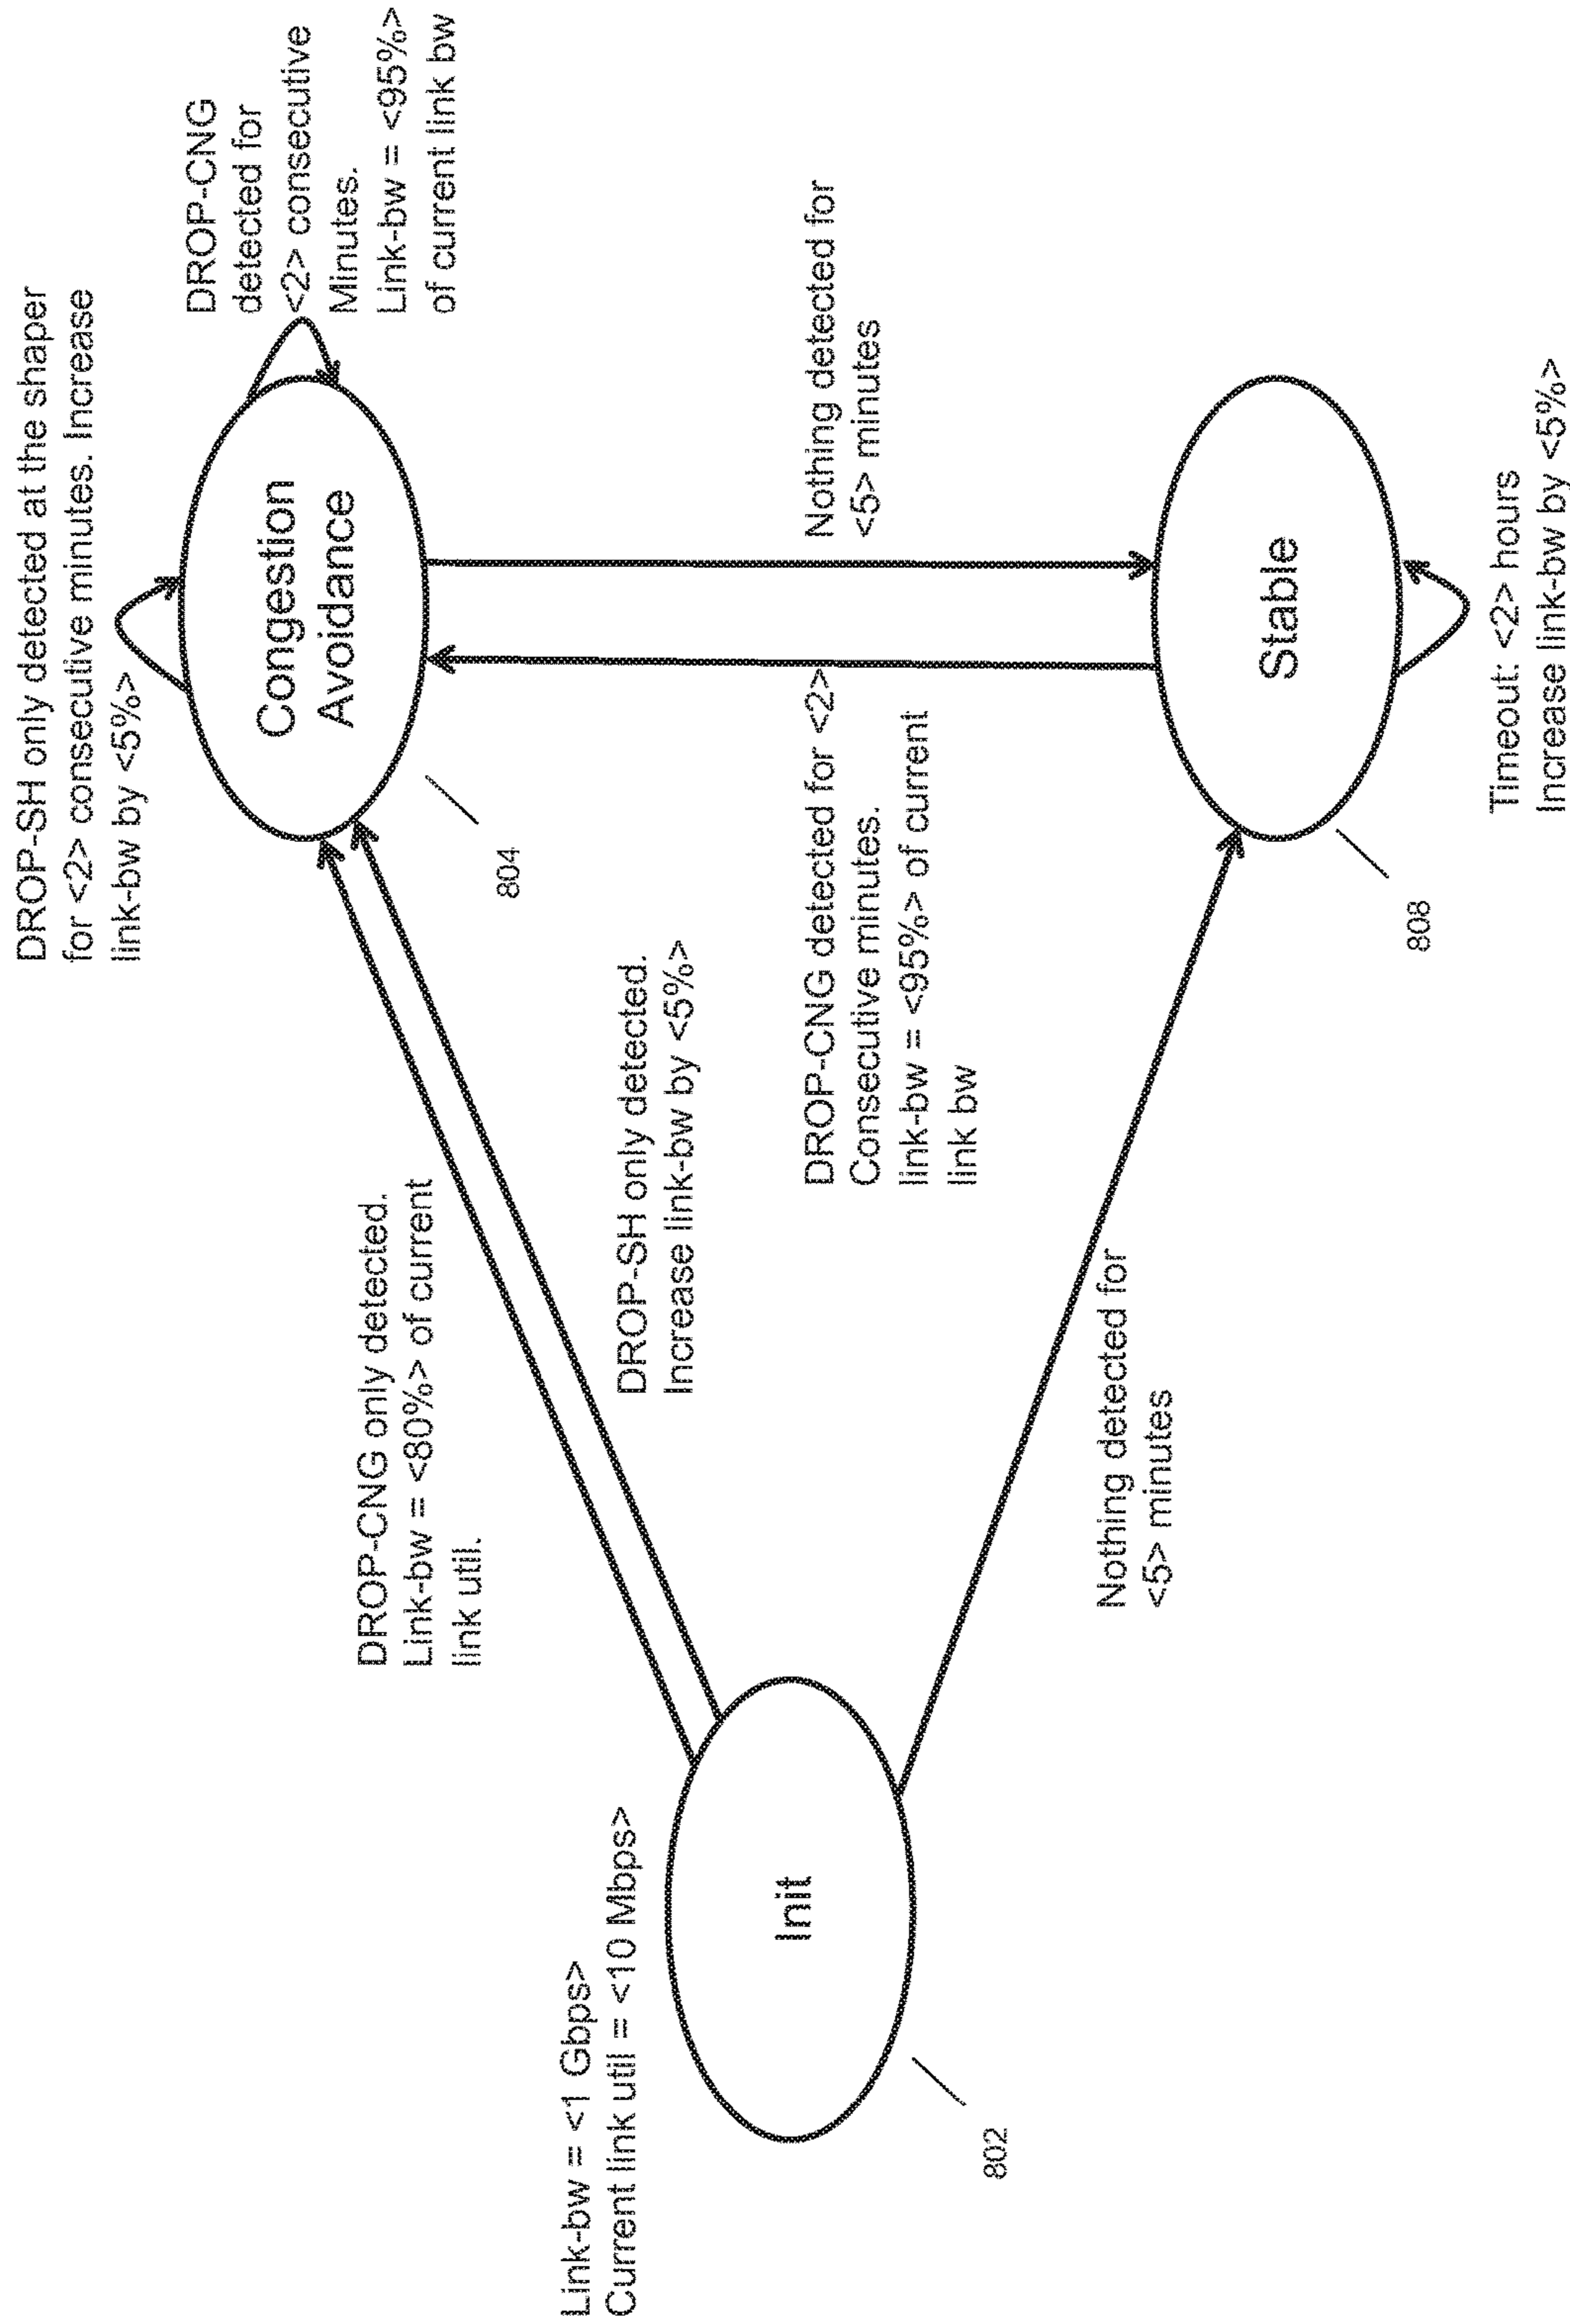 DROP-SH only detected at the shaper
for <2> consecutive minutes. Increase
link-bw by <5%>
DROP-CNG
detected for
<2> consecutive
Minutes.
Link-bw = <95%>
of current link bw
Congestion
Avoidance
804
DROP-CNG only detected.
Link-bw = <80%> of current
link util.
DROP-SH only detected.
Increase link-bw by <5%>
Link-bw = <1 Gbps>
Current link util = <10 Mbps>
Init
802
DROP-CNG detected for <2>
Consecutive minutes.
link-bw = <95%> of current
link bw
Nothing detected for
<5> minutes
Nothing detected for
<5> minutes
Stable
808
Timeout: <2> hours
Increase link-bw by <5%>